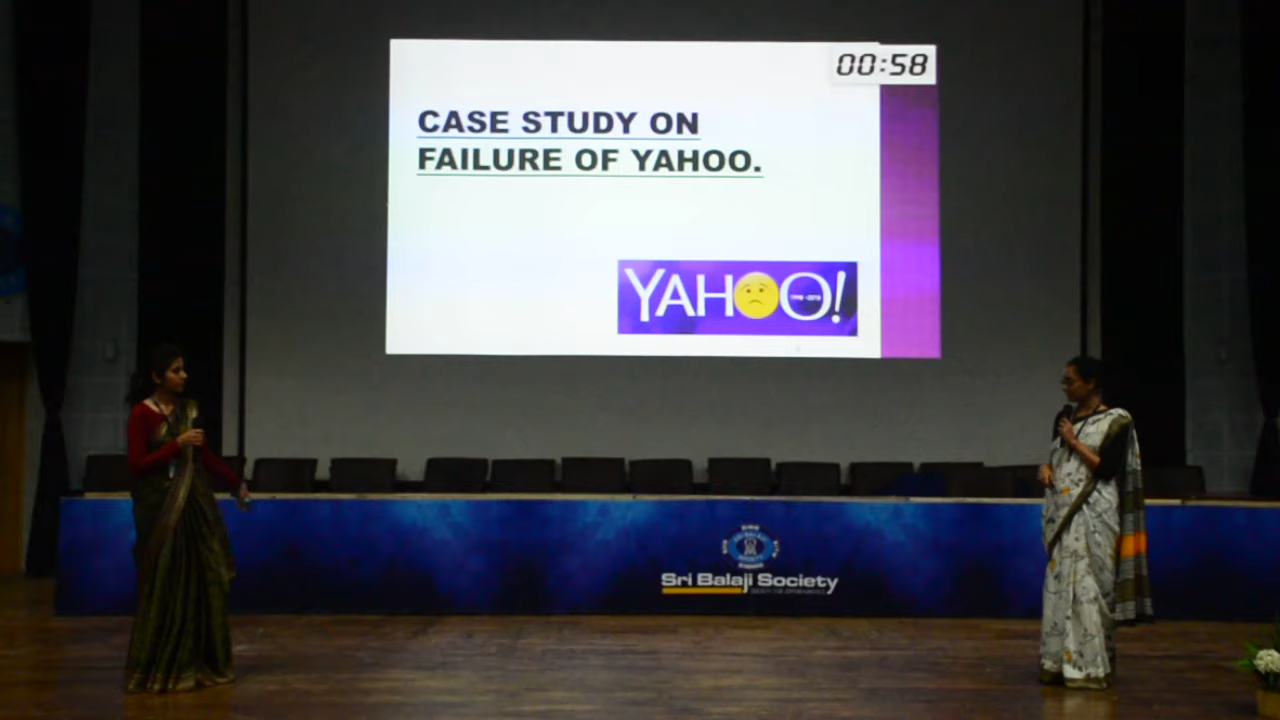 00:58
CASE STUDY ON
FAILURE OF YAHOO.
YAHOO!
Sri Balaji Society